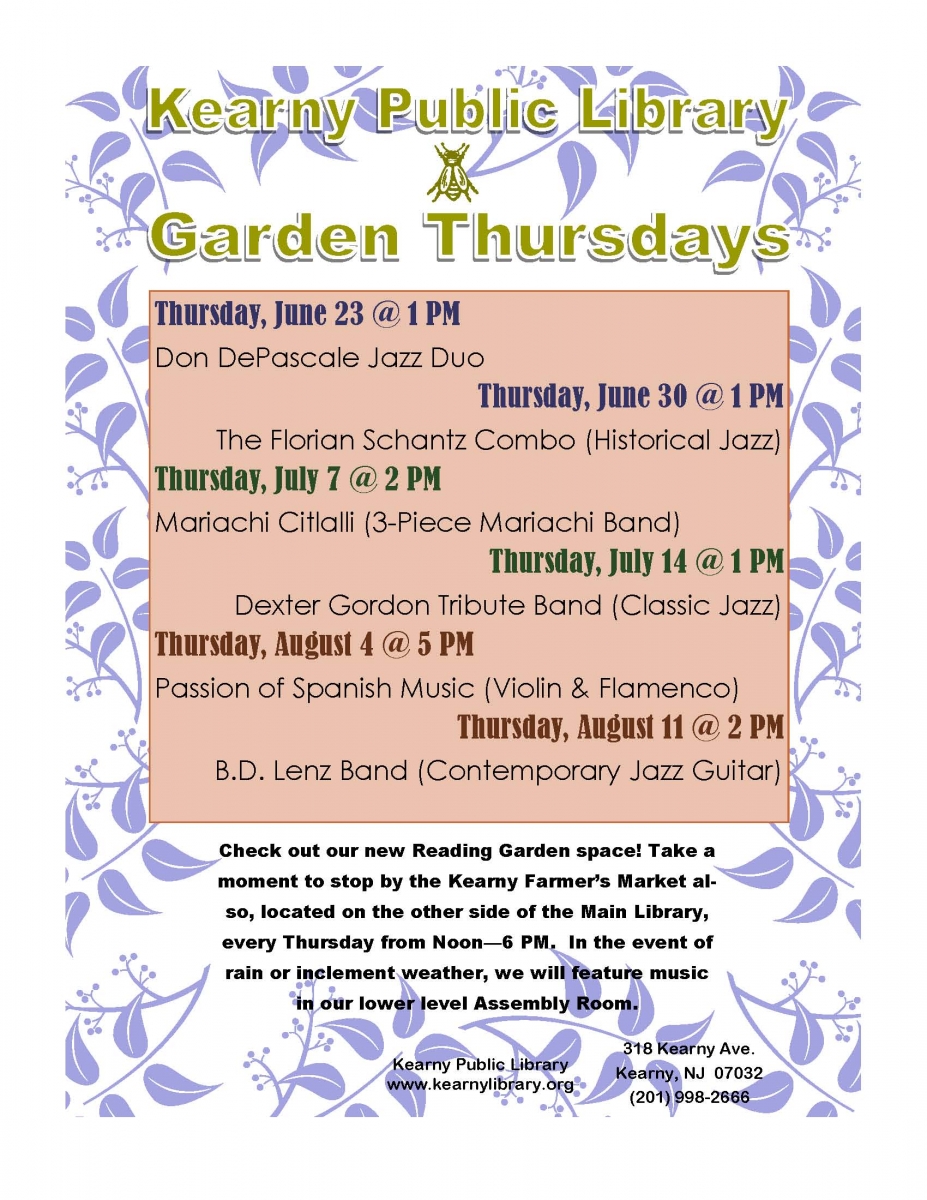 Kearny Public Library
Garden Thursdays
Thursday, June 23 @ 1 PM
Don DePascale Jazz Duo
Thursday, June 30 @ 1 PM
The Florian Schantz Combo (Historical Jazz)
Thursday, July 7 @ 2 PM
Mariachi Citlalli (3-Piece Mariachi Band)
Thursday, July 14 @ 1 PM
Dexter Gordon Tribute Band (Classic Jazz)
Thursday, August 4 @ 5 PM
Passion of Spanish Music (Violin & Flamenco)
Thursday, August 11 @ 2 PM
B.D. Lenz Band (Contemporary Jazz Guitar)
Check out our new Reading Garden space! Take a
moment to stop by the Kearny Farmer’s Market al-
so, located on the other side of the Main Library,
every Thursday from Noon—6 PM.  In the event of
rain or inclement weather, we will feature music
in our lower level Assembly Room.
Kearny Public Library
www.kearnylibrary.org
318 Kearny Ave.
Kearny, NJ  07032
(201) 998-2666